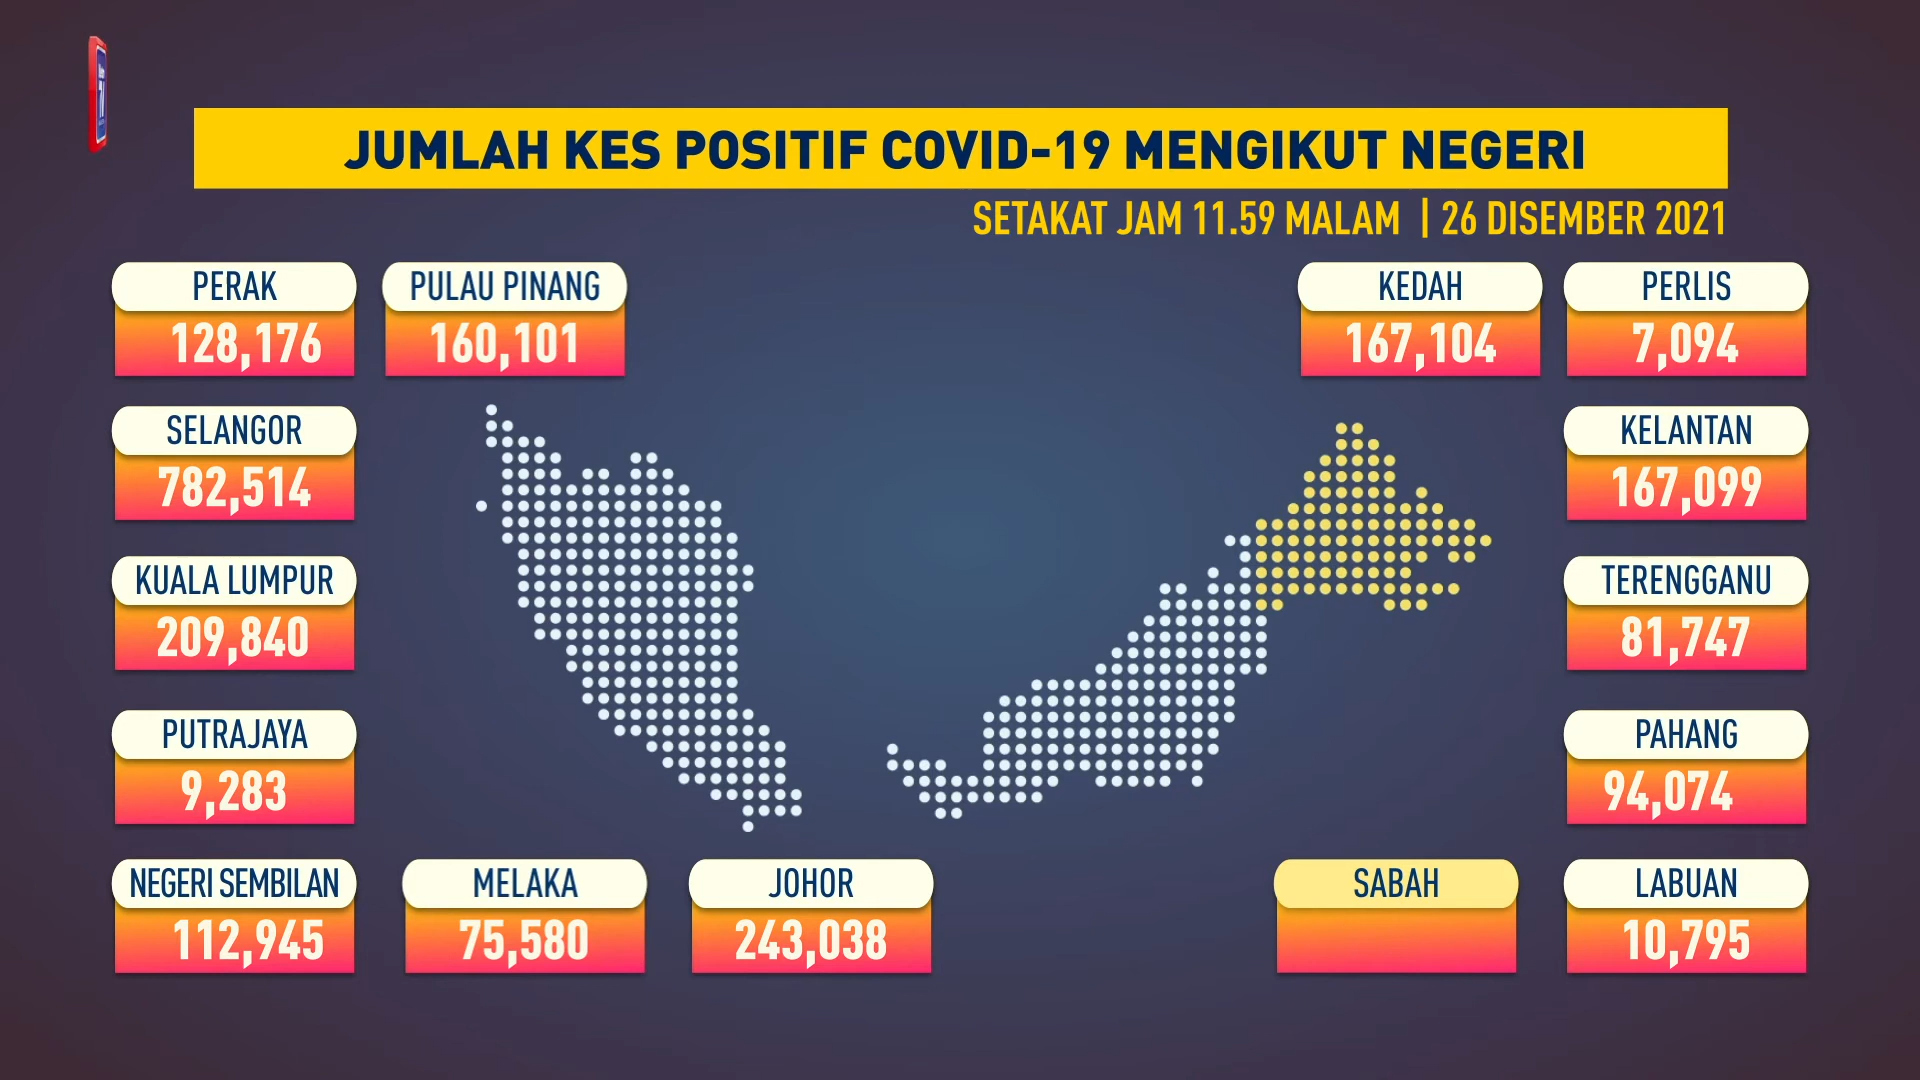 JUMLAH KES POSITIF COVID-19 MENGIKUT NEGERI
SETAKAT JAM 11.59 MALAM | 26 DISEMBER 2021
PERAK
128,176
PULAU PINANG
160,101
KEDAH
167,104
PERLIS
7,094
SELANGOR
782,514
KELANTAN
167,099
KUALA LUMPUR
209,840
TERENGGANU
81,747
PUTRAJAYA
9,283
PAHANG
94,074
NEGERI SEMBILAN
112,945
MELAKA
75,580
JOHOR
243,038
SABAH
LABUAN
10,795